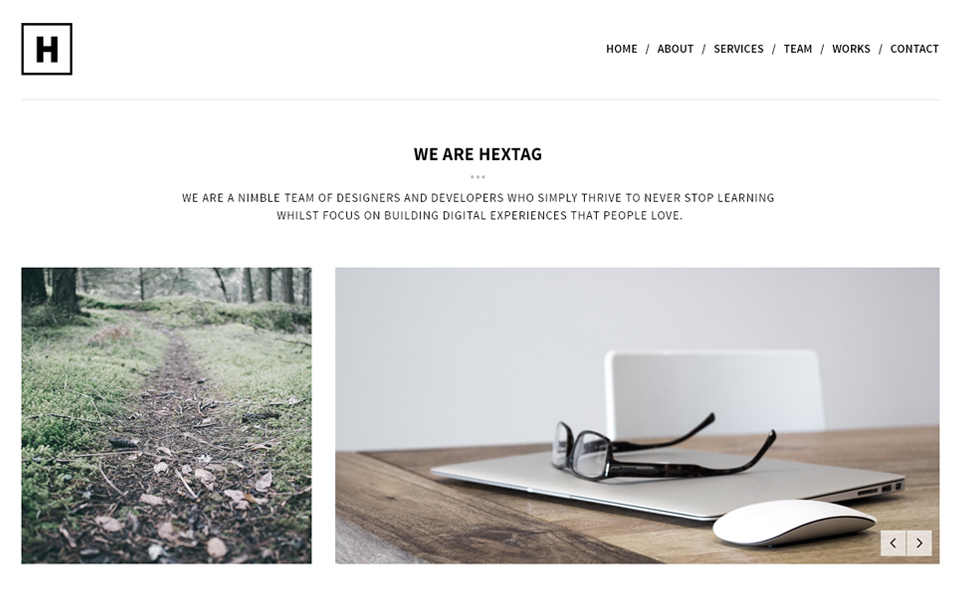 H
HOME / ABOUT / SERVICES / TEAM / WORKS / CONTACT
WE ARE HEXTAG
WE ARE A NIMBLE TEAM OF DESIGNERS AND DEVELOPERS WHO SIMPLY THRIVE TO NEVER STOP LEARNING
WHILST FOCUS ON BUILDING DIGITAL EXPERIENCES THAT PEOPLE LOVE.